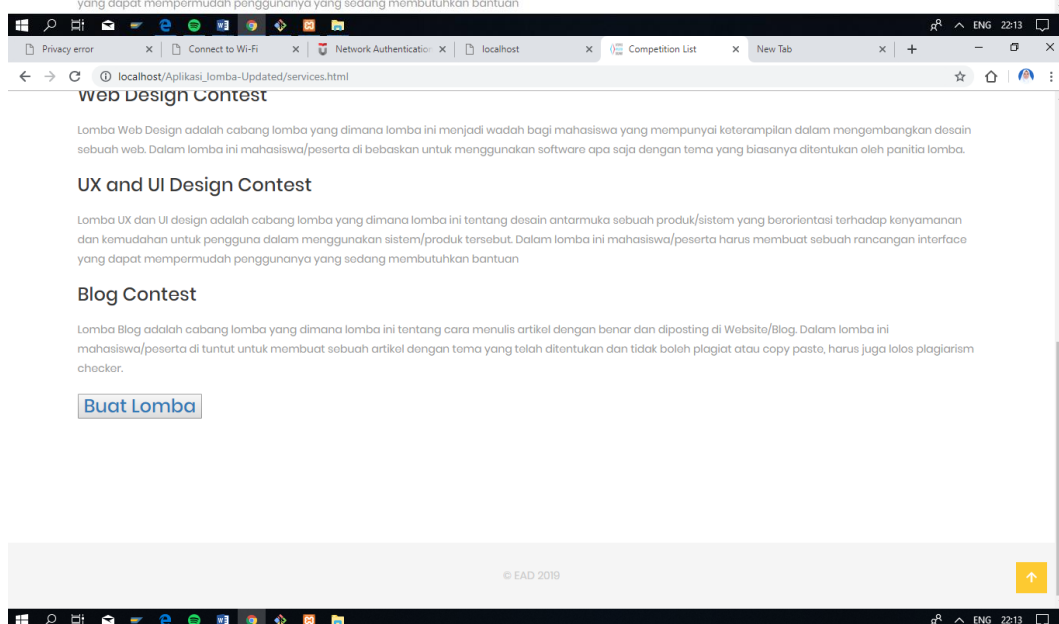 yang dapat mempermudah penggunanya yang sedang membutuhkan bantuan
ENG 22:13
Privacy error
Connect to Wi-Fi
Network Authentication
localhost
Competition List
New Tab
localhost/Aplikasi_lomba-Updated/services.html
Web Design Contest
Lomba Web Design adalah cabang lomba yang dimana lomba ini menjadi wadah bagi mahasiswa yang mempunyai keterampilan dalam mengembangkan desain
sebuah web. Dalam lomba ini mahasiswa/peserta di bebaskan untuk menggunakan software apa saja dengan tema yang biasanya ditentukan oleh panitia lomba.
UX and UI Design Contest
Lomba UX dan UI design adalah cabang lomba yang dimana lomba ini tentang desain antarmuka sebuah produk/sistem yang berorientasi terhadap kenyamanan
dan kemudahan untuk pengguna dalam menggunakan sistem/produk tersebut. Dalam lomba ini mahasiswa/peserta harus membuat sebuah rancangan interface
yang dapat mempermudah penggunanya yang sedang membutuhkan bantuan
Blog Contest
Lomba Blog adalah cabang lomba yang dimana lomba ini tentang cara menulis artikel dengan benar dan diposting di Website/Blog. Dalam lomba ini
mahasiswa/peserta di tuntut untuk membuat sebuah artikel dengan tema yang telah ditentukan dan tidak boleh plagiat atau copy paste, harus juga lolos plagiarism
checker.
Buat Lomba
© EAD 2019
ENG 22:13